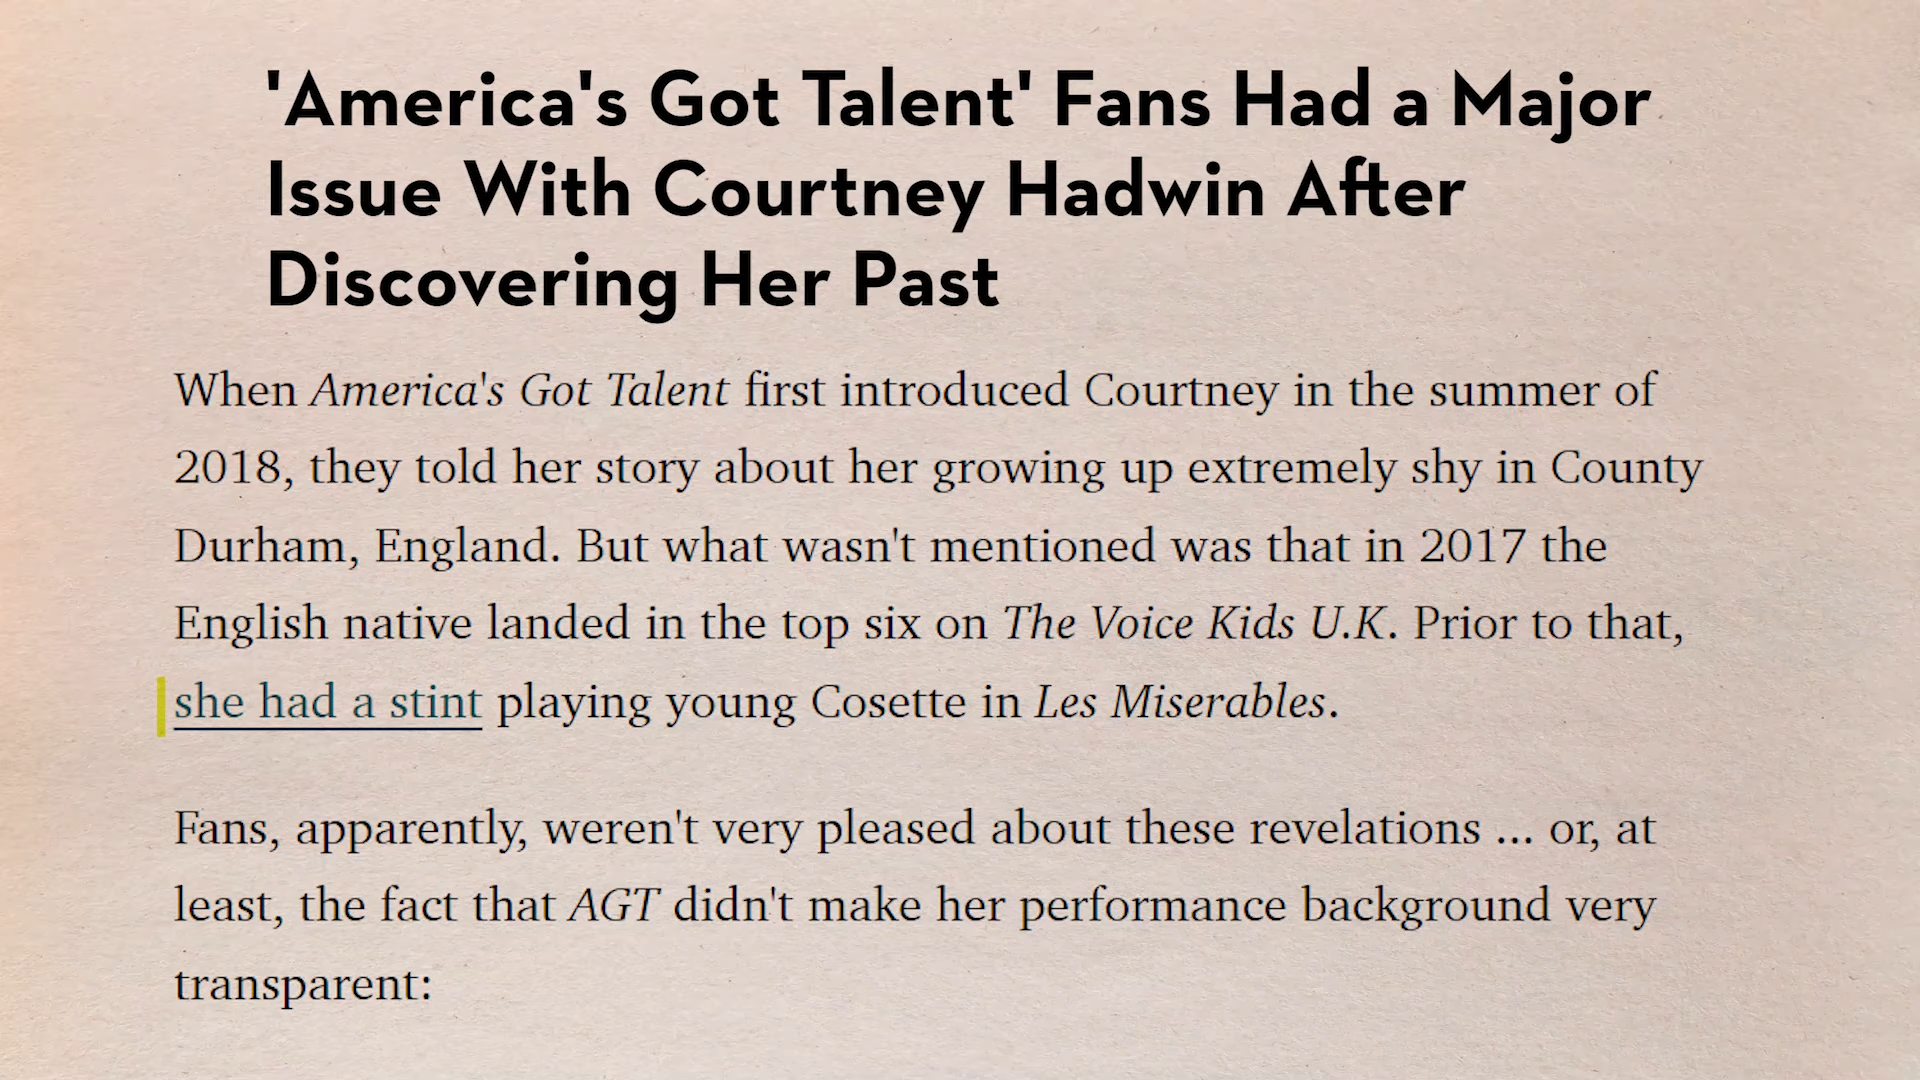 'America's Got Talent' Fans Had a Major
Issue With Courtney Hadwin After
Discovering Her Past
When America's Got Talent first introduced Courtney in the summer of
2018, they told her story about her growing up extremely shy in County
Durham, England. But what wasn't mentioned was that in 2017 the
English native landed in the top six on The Voice Kids U.K. Prior to that,
she had a stint playing young Cosette in Les Miserables.
Fans, apparently, weren't very pleased about these revelations ... or, at
least, the fact that AGT didn't make her performance background very
transparent: